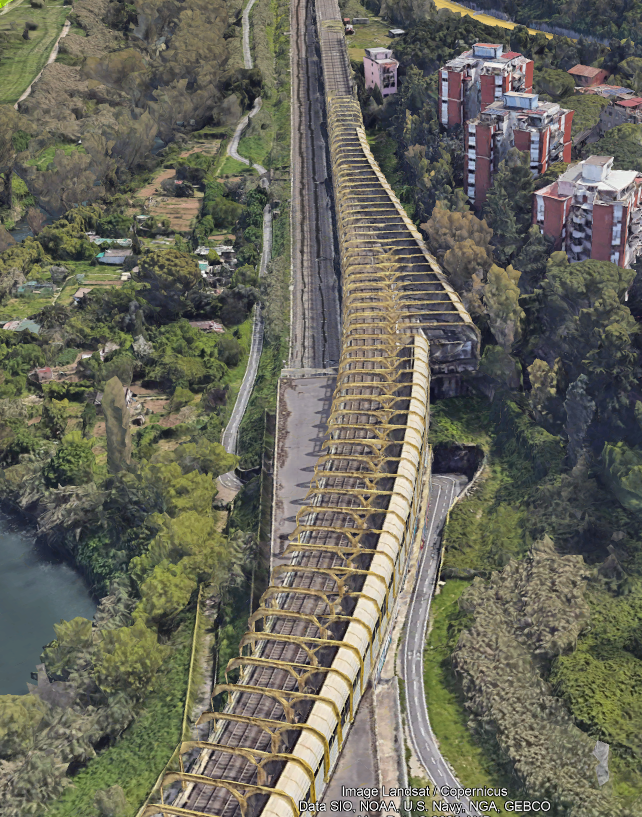 Image Landsat / Copernicus
Data SIO, NOAA, U.S. Navy, NGA, GEBCO